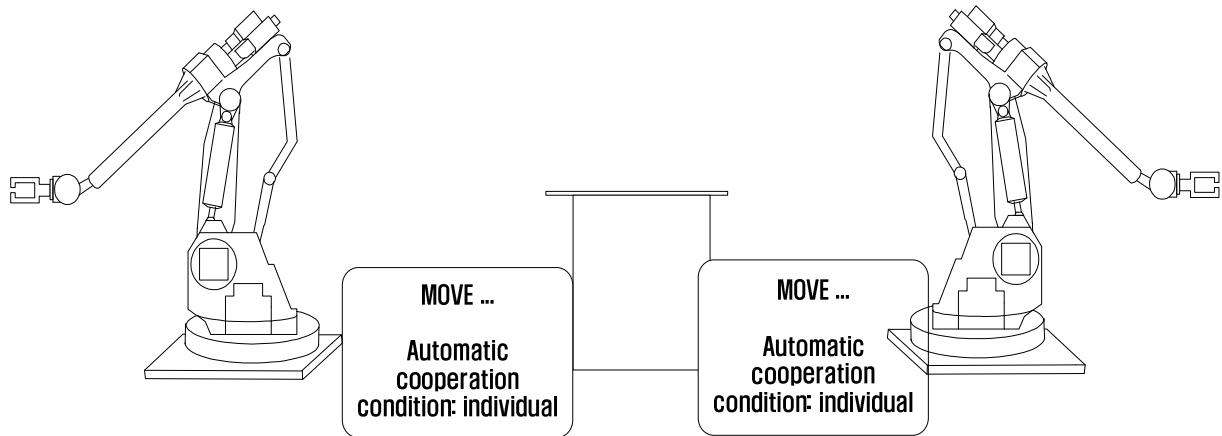 MOVE ...
Automatic
cooperation
condition: individual
MOVE ...
Automatic
cooperation
condition: individual